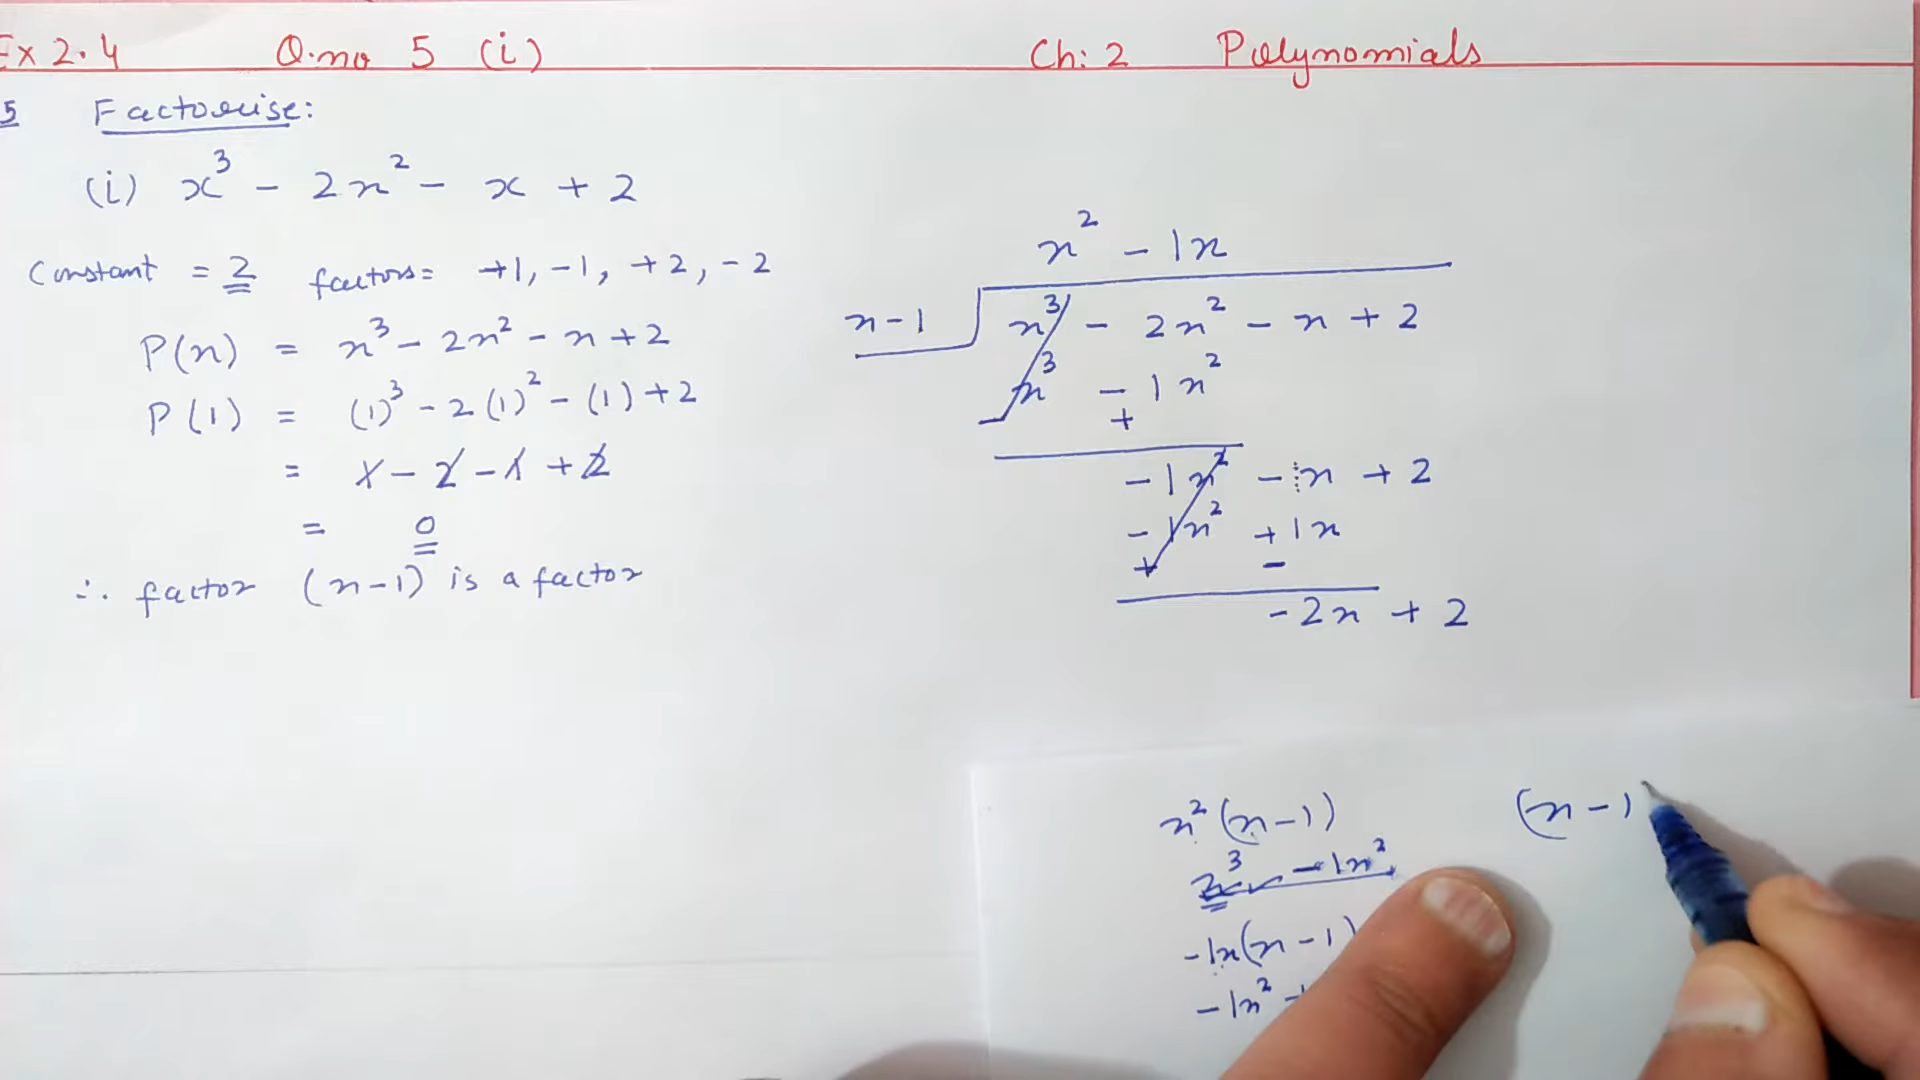 Ex 2.4 Q.no 5 (i) Ch: 2 Polynomials
5 Factorise:
(i) x³ - 2x² - x + 2
Constant = 2 factors = +1, -1, +2, -2
P(x) = x³ - 2x² - x + 2
P(1) = (1)³ - 2(1)² - (1) + 2
= 1 - 2 - 1 + 2
= 0
∴ factor (x-1) is a factor
x² - 1x
x-1
x³ - 2x² - x + 2
x³ - 1x²
- +
-1x² - 1x + 2
-1x² + 1x
+ -
-2x + 2
x²(x-1)
x³ - 1x²
-1x(x-1)
-1x² +
(x-1